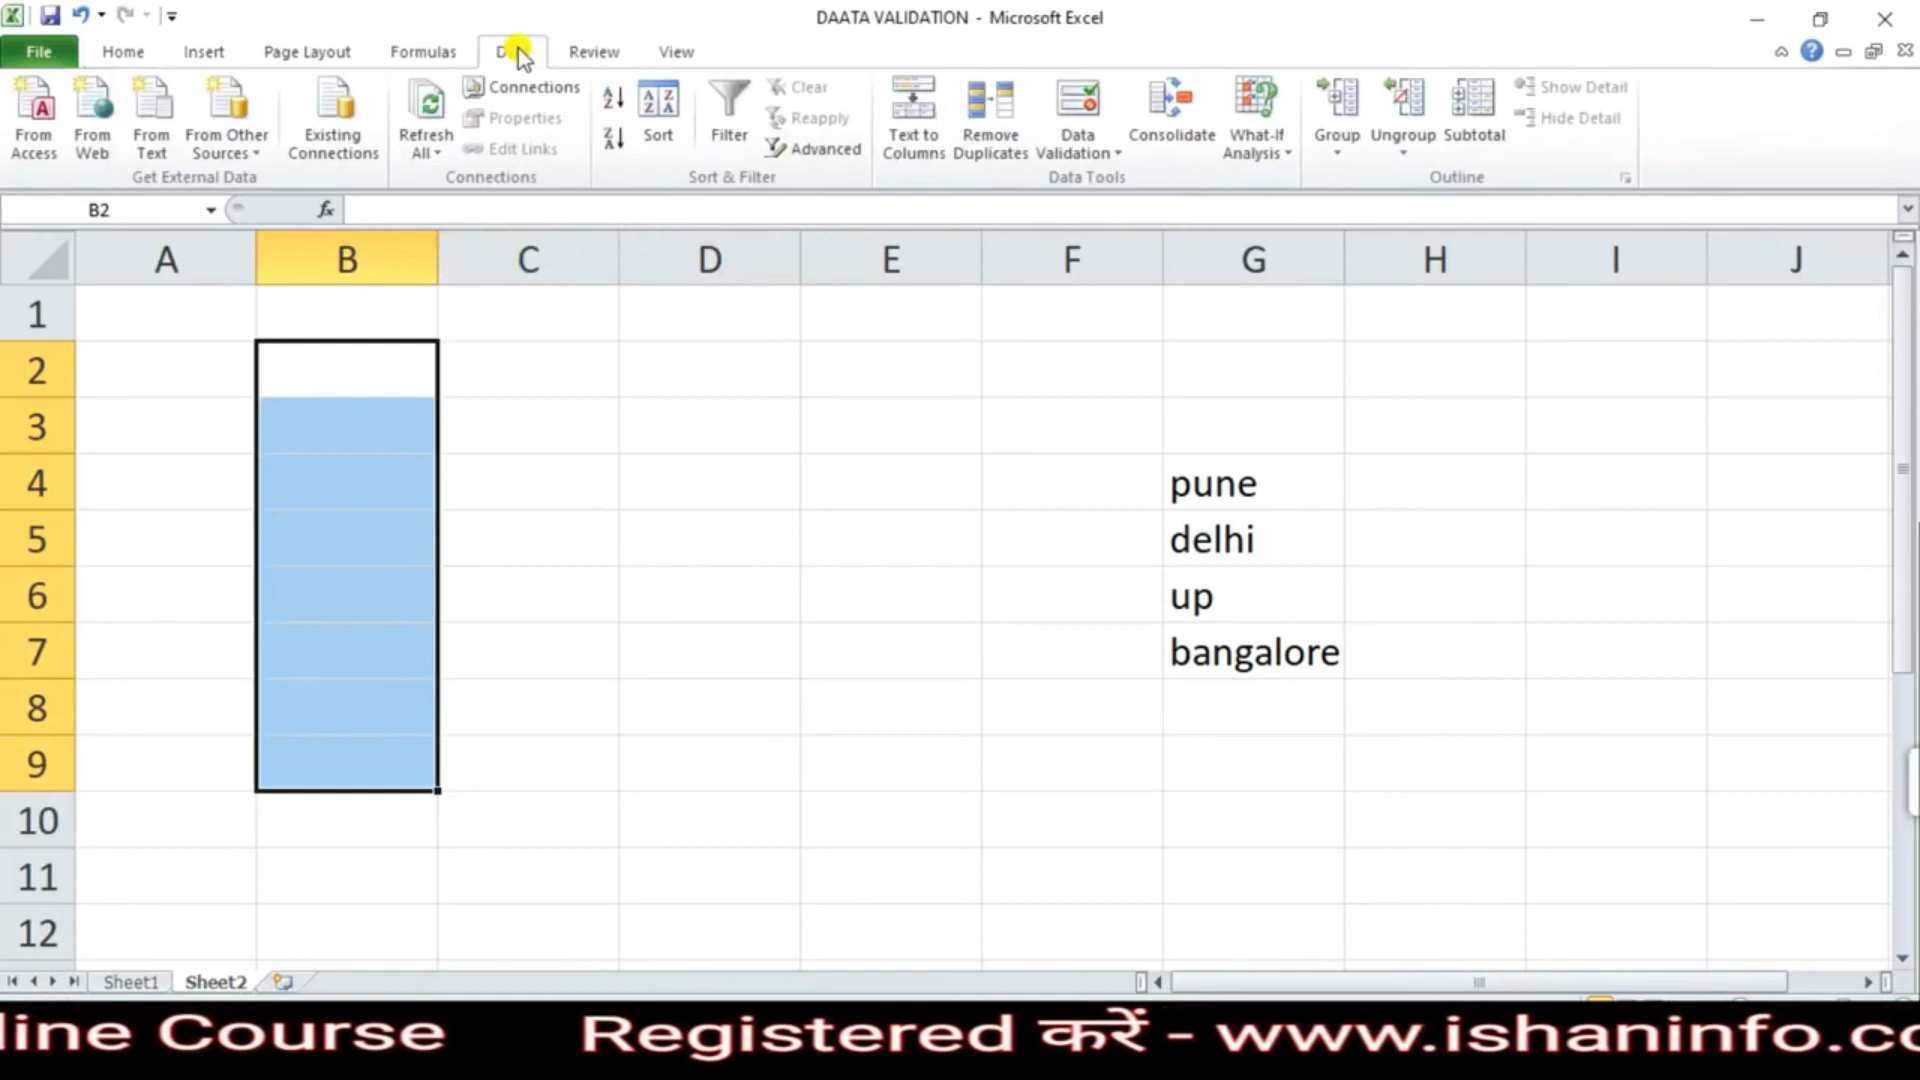 DAATA VALIDATION - Microsoft Excel
File Home Insert Page Layout Formulas Review View
From Access
From Web
From Text
From Other Sources
Existing Connections
Get External Data
Refresh All
Connections
Properties
Edit Links
Connections
Sort
Filter
Clear
Reapply
Advanced
Sort & Filter
Text to Columns
Remove Duplicates
Data Validation
Consolidate
What-If Analysis
Data Tools
Group
Ungroup
Subtotal
Show Detail
Hide Detail
Outline
B2 fx
A B C D E F G H I J
1
2
3
4 pune
5 delhi
6 up
7 bangalore
8
9
10
11
12
Sheet1 Sheet2
Course Registered करें - www.ishaninfo.co